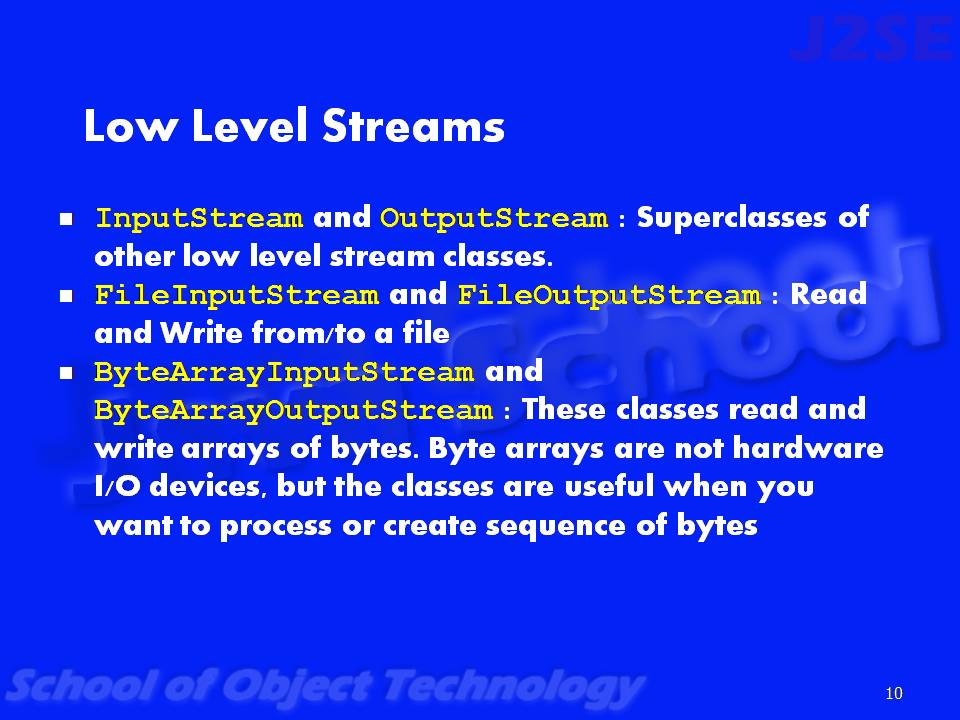 J2SE
Low Level Streams
InputStream and OutputStream : Superclasses of
other low level stream classes.
FileInputStream and FileOutputStream : Read
and Write from/to a file
ByteArrayInputStream and
ByteArrayOutputStream : These classes read and
write arrays of bytes. Byte arrays are not hardware
I/O devices, but the classes are useful when you
want to process or create sequence of bytes
School of Object Technology
10